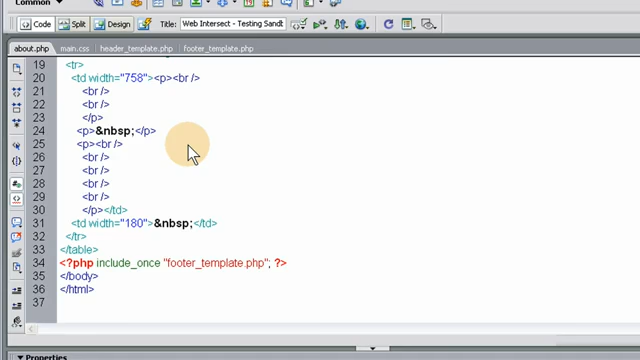 Common
Code Split Design Title: Web Intersect - Testing Sandb
about.php main.css header_template.php footer_template.php
19 <tr>
20 <td width="758"><p><br />
21 <br />
22 <br />
23 </p>
24 <p>&nbsp;</p>
25 <p><br />
26 <br />
27 <br />
28 <br />
29 <br />
30 </p></td>
31 <td width="180">&nbsp;</td>
32 </tr>
33 </table>
34 <?php include_once "footer_template.php"; ?>
35 </body>
36 </html>
37
Properties